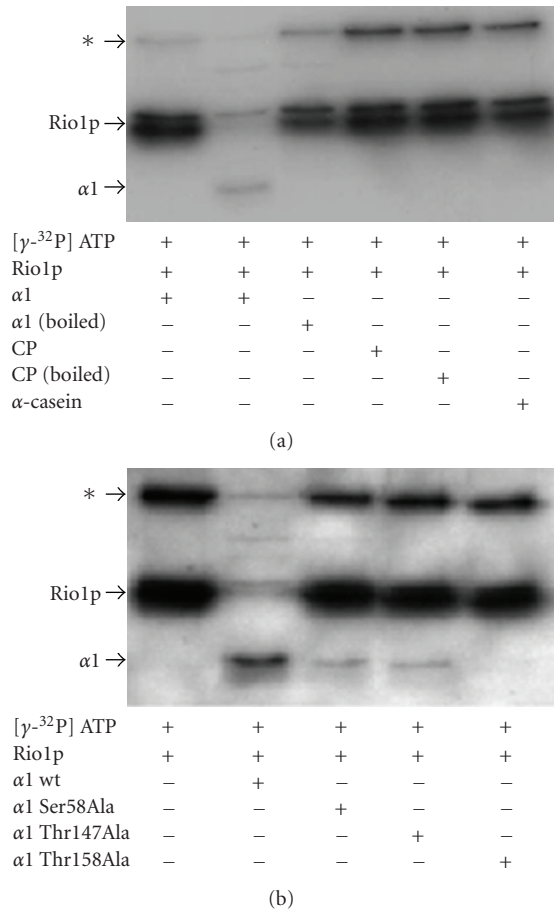 * →
Rio1p →
α1 →
[γ-³²P] ATP + + + + + +
Rio1p + + + + + +
α1 + + − − − −
α1 (boiled) − − + − − −
CP − − − + − −
CP (boiled) − − − − + −
α-casein − − − − − +
(a)
* →
Rio1p →
α1 →
[γ-³²P] ATP + + + + +
Rio1p + + + + +
α1 wt − + − − −
α1 Ser58Ala − − + − −
α1 Thr147Ala − − − + −
α1 Thr158Ala − − − − +
(b)